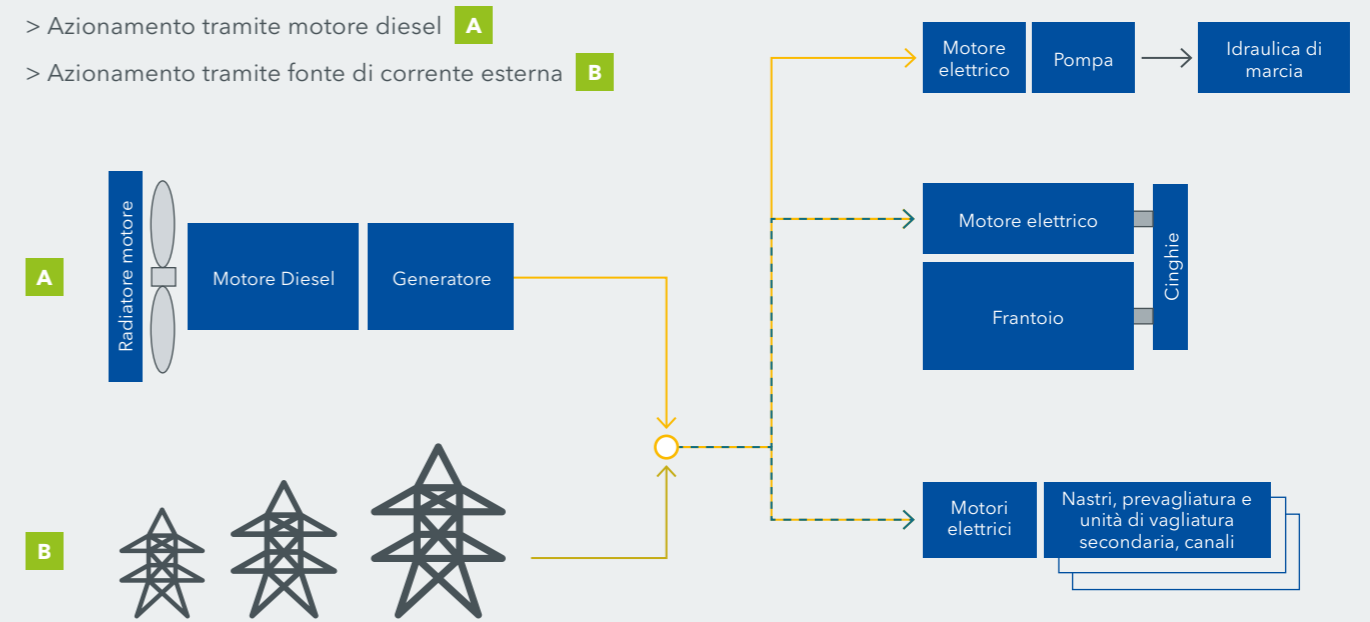 > Azionamento tramite motore diesel A
> Azionamento tramite fonte di corrente esterna B
Motore
elettrico
Pompa
Idraulica di
marcia
A
Radiatore motore
Motore Diesel
Generatore
Motore elettrico
Frantoio
Cinghie
B
Motori
elettrici
Nastri, prevagliatura e
unità di vagliatura
secondaria, canali